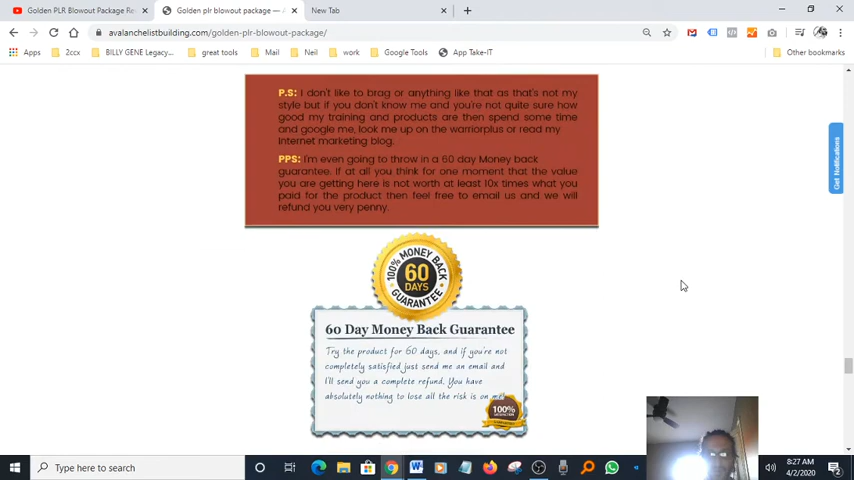 Golden PLR Blowout Package Re
Golden plr blowout package —
New Tab
avalanchelistbuilding.com/golden-plr-blowout-package/
Apps
2ccx
BILLY GENE Legacy...
great tools
Mail
Neil
work
Google Tools
App Take-IT
Other bookmarks
P.S: I don't like to brag or anything like that as that's not my
style but if you don't know me and you're not quite sure how
good my training and products are then spend some time
and google me, look me up on the warriorplus or read my
Internet marketing blog.
PPS: I'm even going to throw in a 60 day Money back
guarantee. If at all you think for one moment that the value
you are getting here is not worth at least 10x times what you
paid for the product then feel free to email us and we will
refund you very penny.
Get Notifications
100% MONEY BACK
60
DAYS
GUARANTEE
60 Day Money Back Guarantee
Try the product for 60 days, and if you're not
completely satisfied just send me an email and
I'll send you a complete refund. You have
absolutely nothing to lose all the risk is on me!
100%
SATISFACTION
Type here to search
8:27 AM
4/2/2020
2